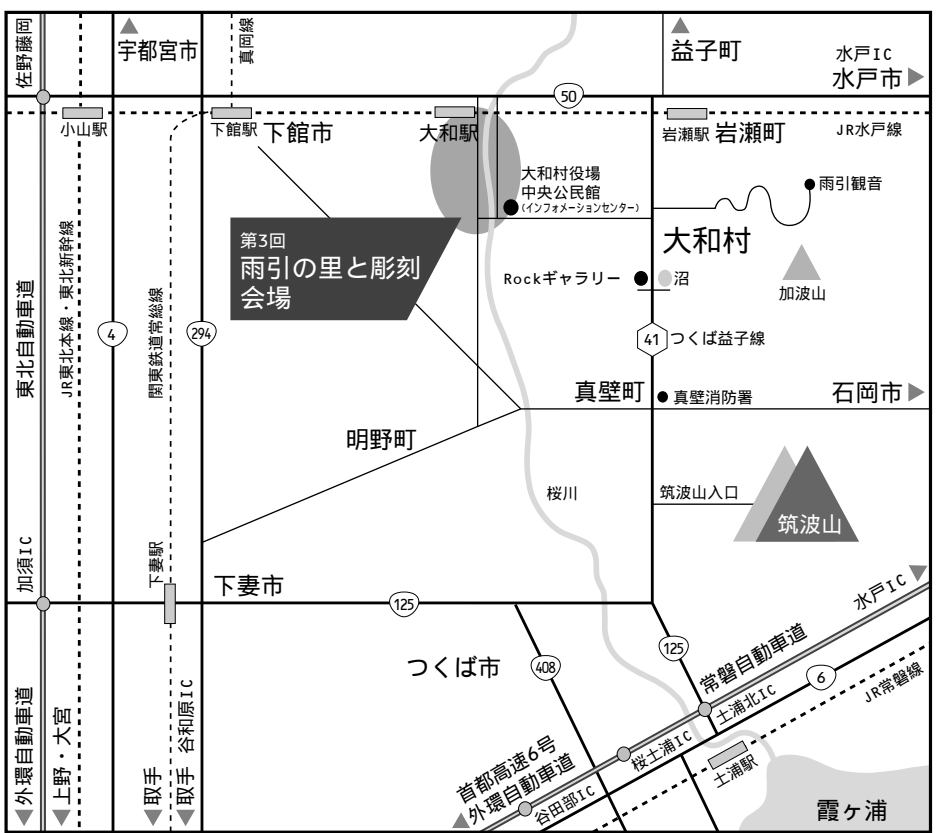 佐野藤岡
宇都宮市
真岡線
益子町
水戸IC
水戸市
50
小山駅
下館駅
下館市
大和駅
岩瀬駅
岩瀬町
JR水戸線
大和村役場
中央公民館
(インフォメーションセンター)
雨引観音
大和村
第3回
雨引の里と彫刻
会場
Rockギャラリー
沼
加波山
東北自動車道
JR東北本線・東北新幹線
4
関東鉄道常総線
294
41
つくば益子線
真壁町
真壁消防署
石岡市
明野町
桜川
筑波山入口
筑波山
加須IC
下妻駅
下妻市
125
水戸IC
つくば市
408
125
常磐自動車道
土浦北IC
6
JR常磐線
外環自動車道
上野・大宮
取手
取手 谷和原IC
首都高速6号
外環自動車道
谷田部IC
桜土浦IC
土浦駅
霞ヶ浦